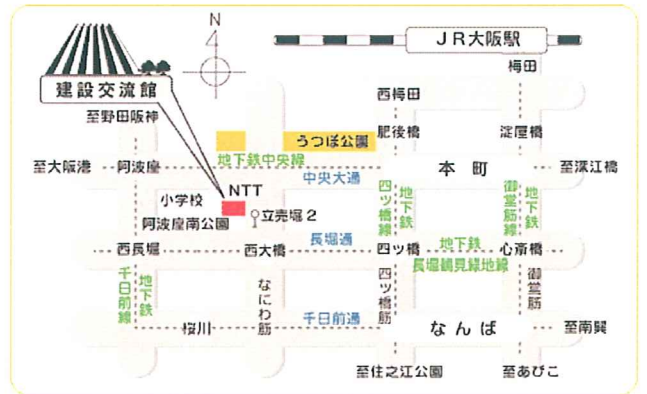 N
JR大阪駅
梅田
建設交流館
西梅田
至野田阪神
うつぼ公園
肥後橋
淀屋橋
地下鉄中央線
至大阪港
阿波座
中央大通
本町
至深江橋
小学校
NTT
四ツ橋線
地下鉄
御堂筋線
地下鉄
阿波座南公園
立売堀2
長堀通
地下鉄
西長堀
西大橋
四ツ橋
心斎橋
長堀鶴見緑地線
千日前線
地下鉄
なにわ筋
四ツ橋筋
御堂筋
桜川
千日前通
なんば
至南巽
至住之江公園
至あびこ